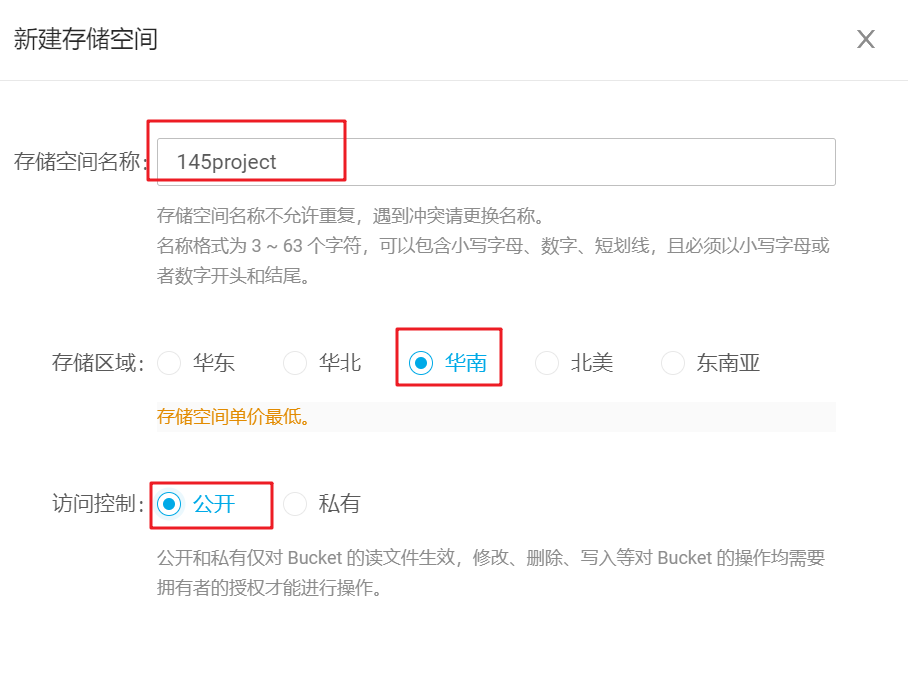 新建存储空间
存储空间名称: 145project
存储空间名称不允许重复，遇到冲突请更换名称。
名称格式为 3 ~ 63 个字符，可以包含小写字母、数字、短划线，且必须以小写字母或
者数字开头和结尾。
存储区域: 华东 华北 华南 北美 东南亚
存储空间单价最低。
访问控制: 公开 私有
公开和私有仅对 Bucket 的读文件生效，修改、删除、写入等对 Bucket 的操作均需要
拥有者的授权才能进行操作。